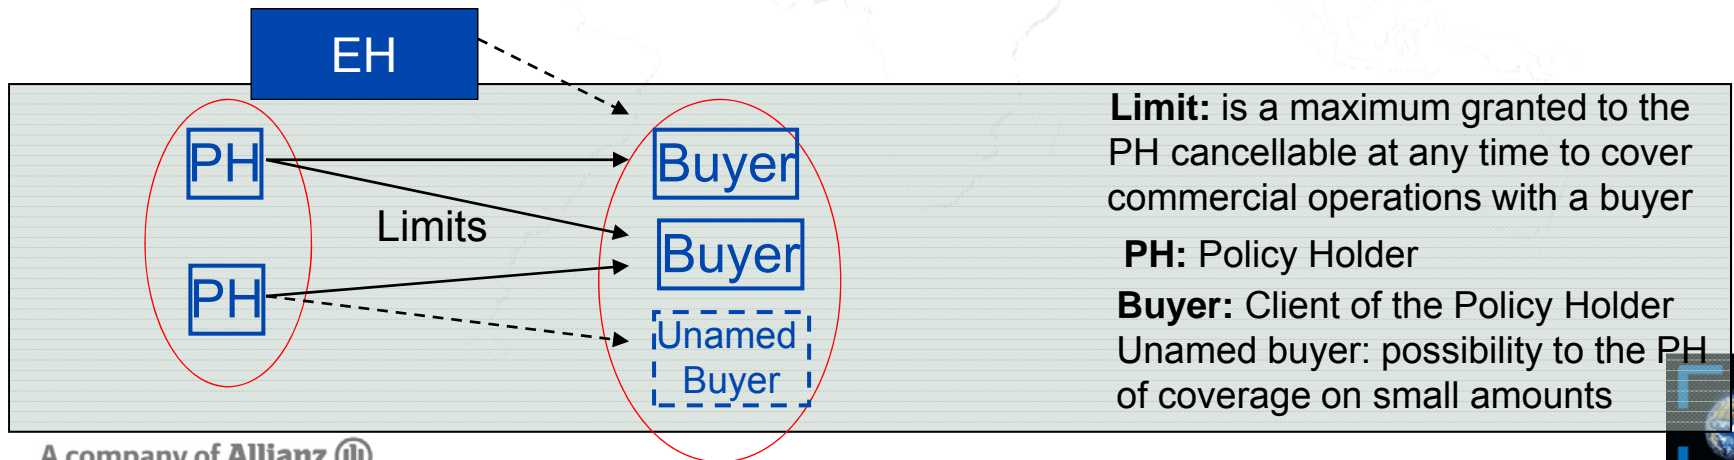 EH
PH
Buyer
Limits
Buyer
PH
Unamed
Buyer
Limit: is a maximum granted to the
PH cancellable at any time to cover
commercial operations with a buyer
PH: Policy Holder
Buyer: Client of the Policy Holder
Unamed buyer: possibility to the PH
of coverage on small amounts
A company of Allianz